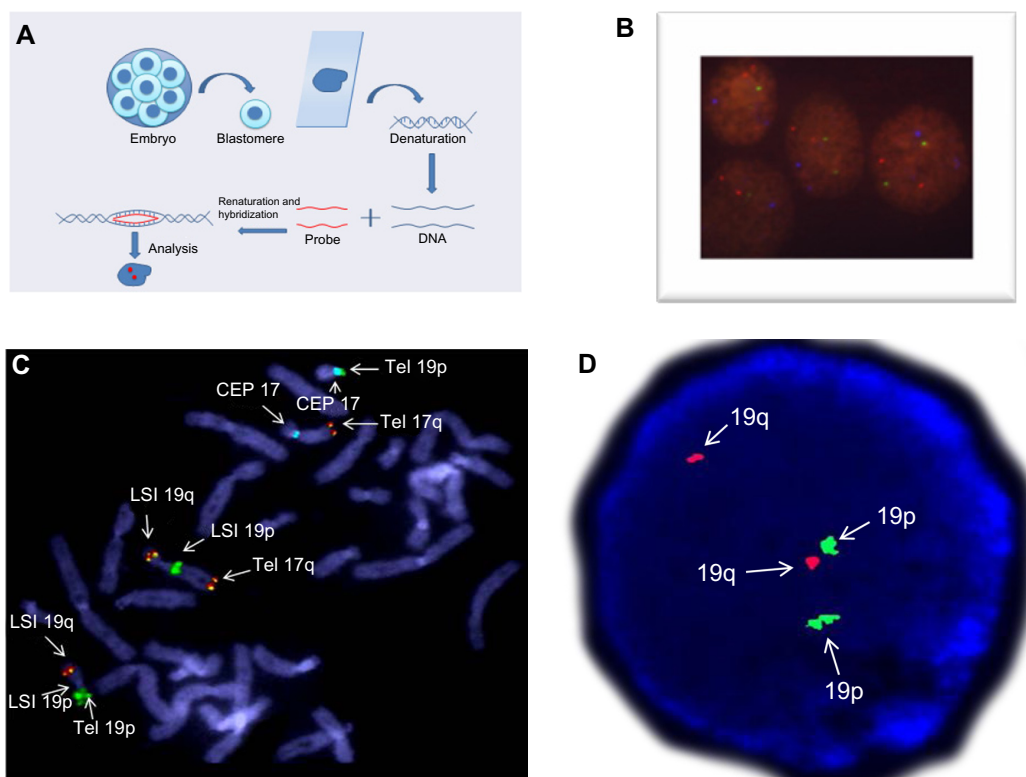 A
Embryo
Blastomere
Denaturation
Renaturation and
hybridization
Probe
+
DNA
Analysis
B
C
Tel 19p
CEP 17
CEP 17
Tel 17q
LSI 19q
LSI 19p
Tel 17q
LSI 19q
LSI 19p
Tel 19p
D
19q
19p
19q
19p